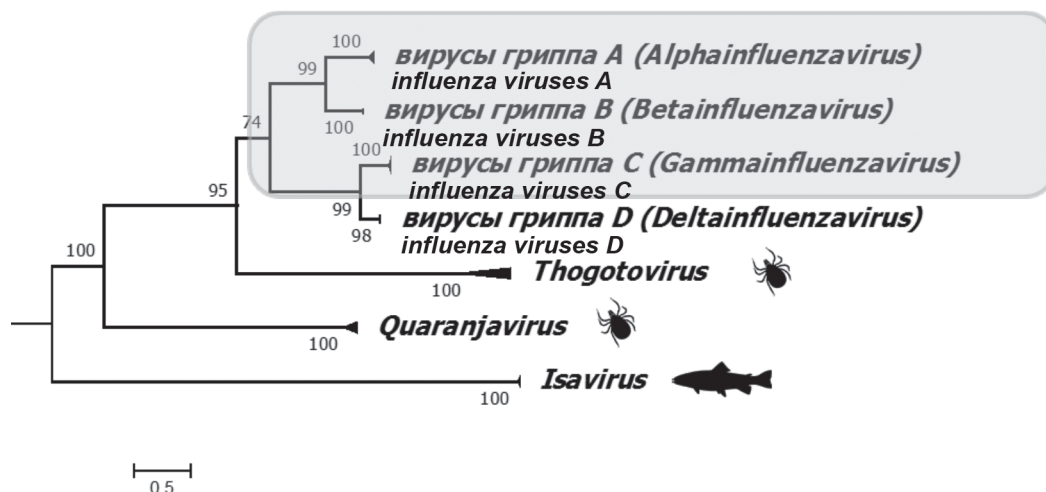 100
вирусы гриппа A (Alphainfluenzavirus)
99
influenza viruses A
вирусы гриппа B (Betainfluenzavirus)
74
100
influenza viruses B
100
вирусы гриппа C (Gammainfluenzavirus)
95
influenza viruses C
99
вирусы гриппа D (Deltainfluenzavirus)
98
influenza viruses D
100
Thogotovirus
100
Quaranjavirus
100
Isavirus
100
0.5